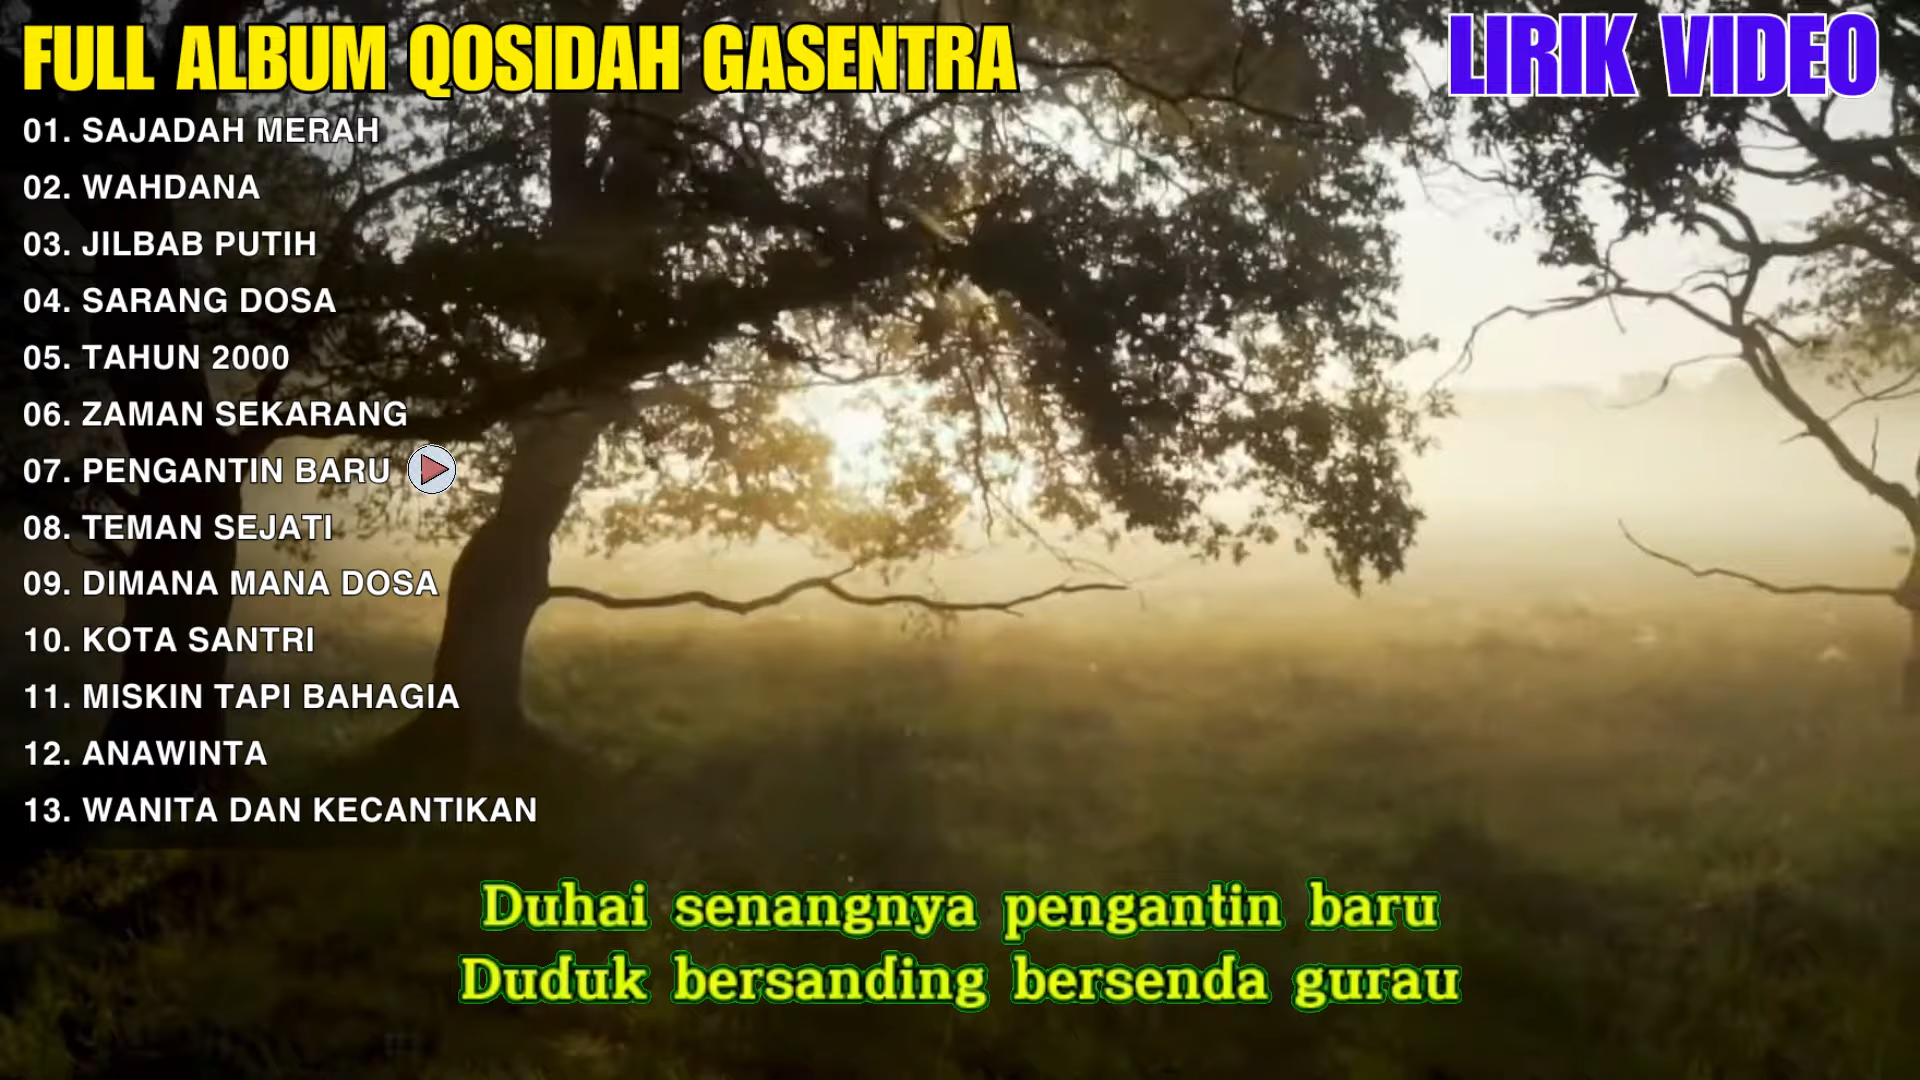 FULL ALBUM QOSIDAH GASENTRA
LIRIK VIDEO
01. SAJADAH MERAH
02. WAHDANA
03. JILBAB PUTIH
04. SARANG DOSA
05. TAHUN 2000
06. ZAMAN SEKARANG
07. PENGANTIN BARU
08. TEMAN SEJATI
09. DIMANA MANA DOSA
10. KOTA SANTRI
11. MISKIN TAPI BAHAGIA
12. ANAWINTA
13. WANITA DAN KECANTIKAN
Duhai senangnya pengantin baru
Duduk bersanding bersenda gurau